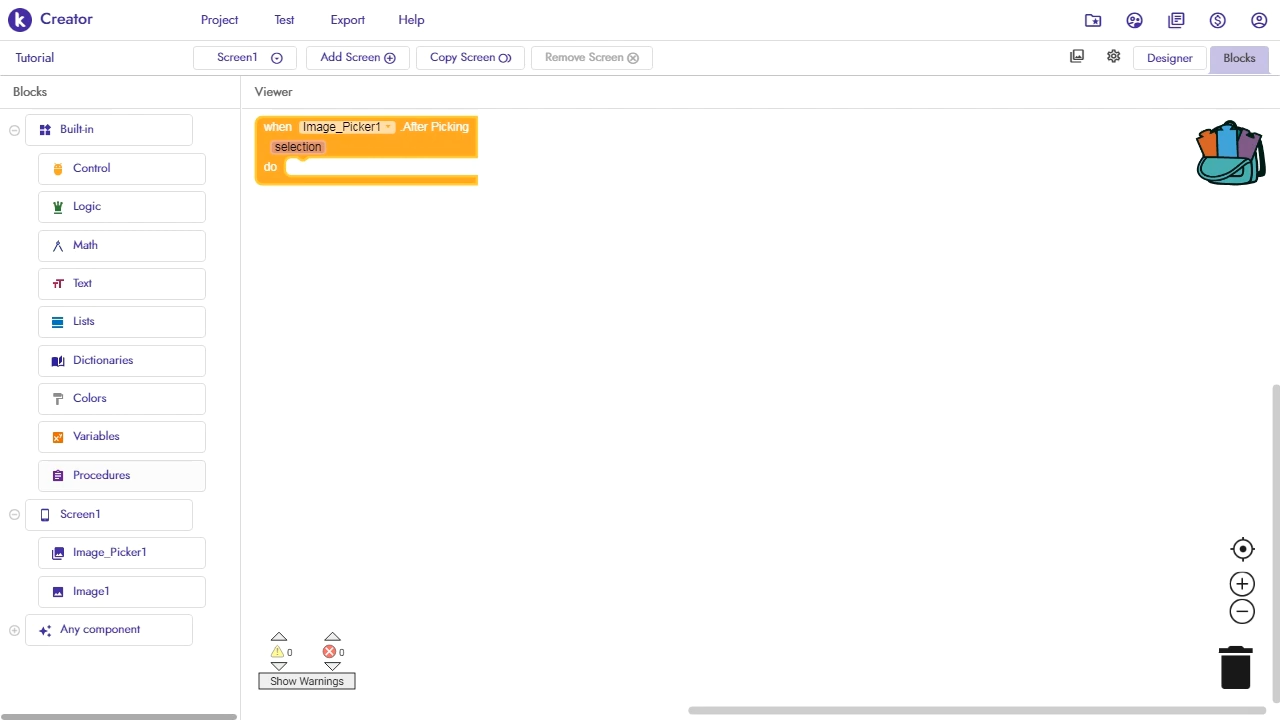 Creator
Project
Test
Export
Help
Tutorial
Screen1
Add Screen
Copy Screen
Remove Screen
Designer
Blocks
Blocks
Viewer
Built-in
Control
Logic
Math
Text
Lists
Dictionaries
Colors
Variables
Procedures
Screen1
Image_Picker1
Image1
Any component
when Image_Picker1 .After Picking
selection
do
0
0
Show Warnings